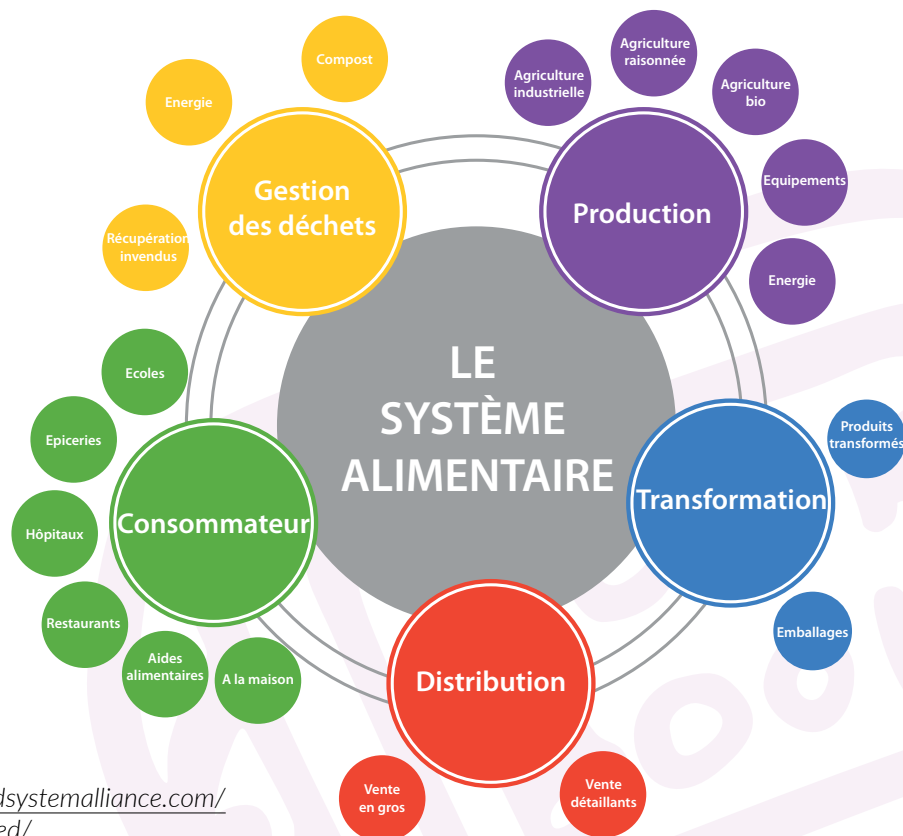 LE
SYSTÈME
ALIMENTAIRE
Production
Agriculture
industrielle
Agriculture
raisonnée
Agriculture
bio
Equipements
Energie
Transformation
Produits
transformés
Emballages
Distribution
Vente
détaillants
Vente
en gros
Consommateur
A la maison
Aides
alimentaires
Restaurants
Hôpitaux
Epiceries
Ecoles
Gestion
des déchets
Récupération
invendus
Energie
Compost
dsystemalliance.com/
ed/